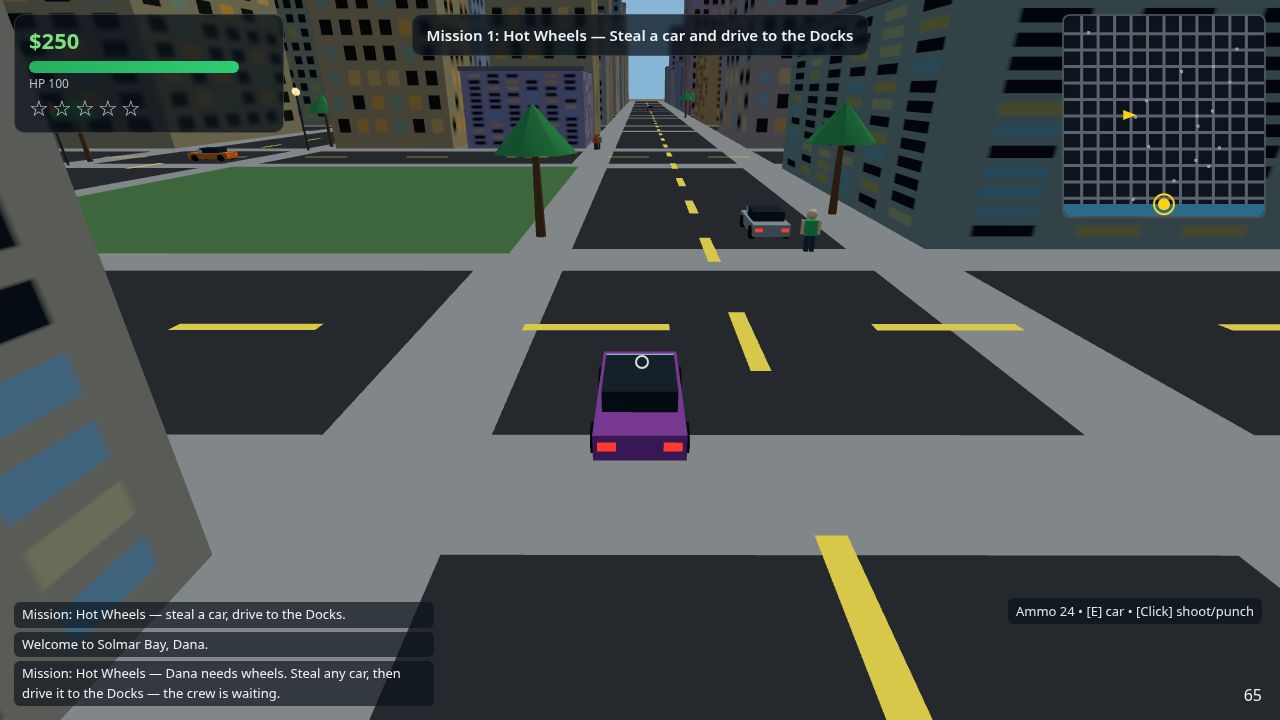 $250
HP 100
☆☆☆☆☆
Mission 1: Hot Wheels — Steal a car and drive to the Docks
Mission: Hot Wheels — steal a car, drive to the Docks.
Welcome to Solmar Bay, Dana.
Mission: Hot Wheels — Dana needs wheels. Steal any car, then
drive it to the Docks — the crew is waiting.
Ammo 24 • [E] car • [Click] shoot/punch
65